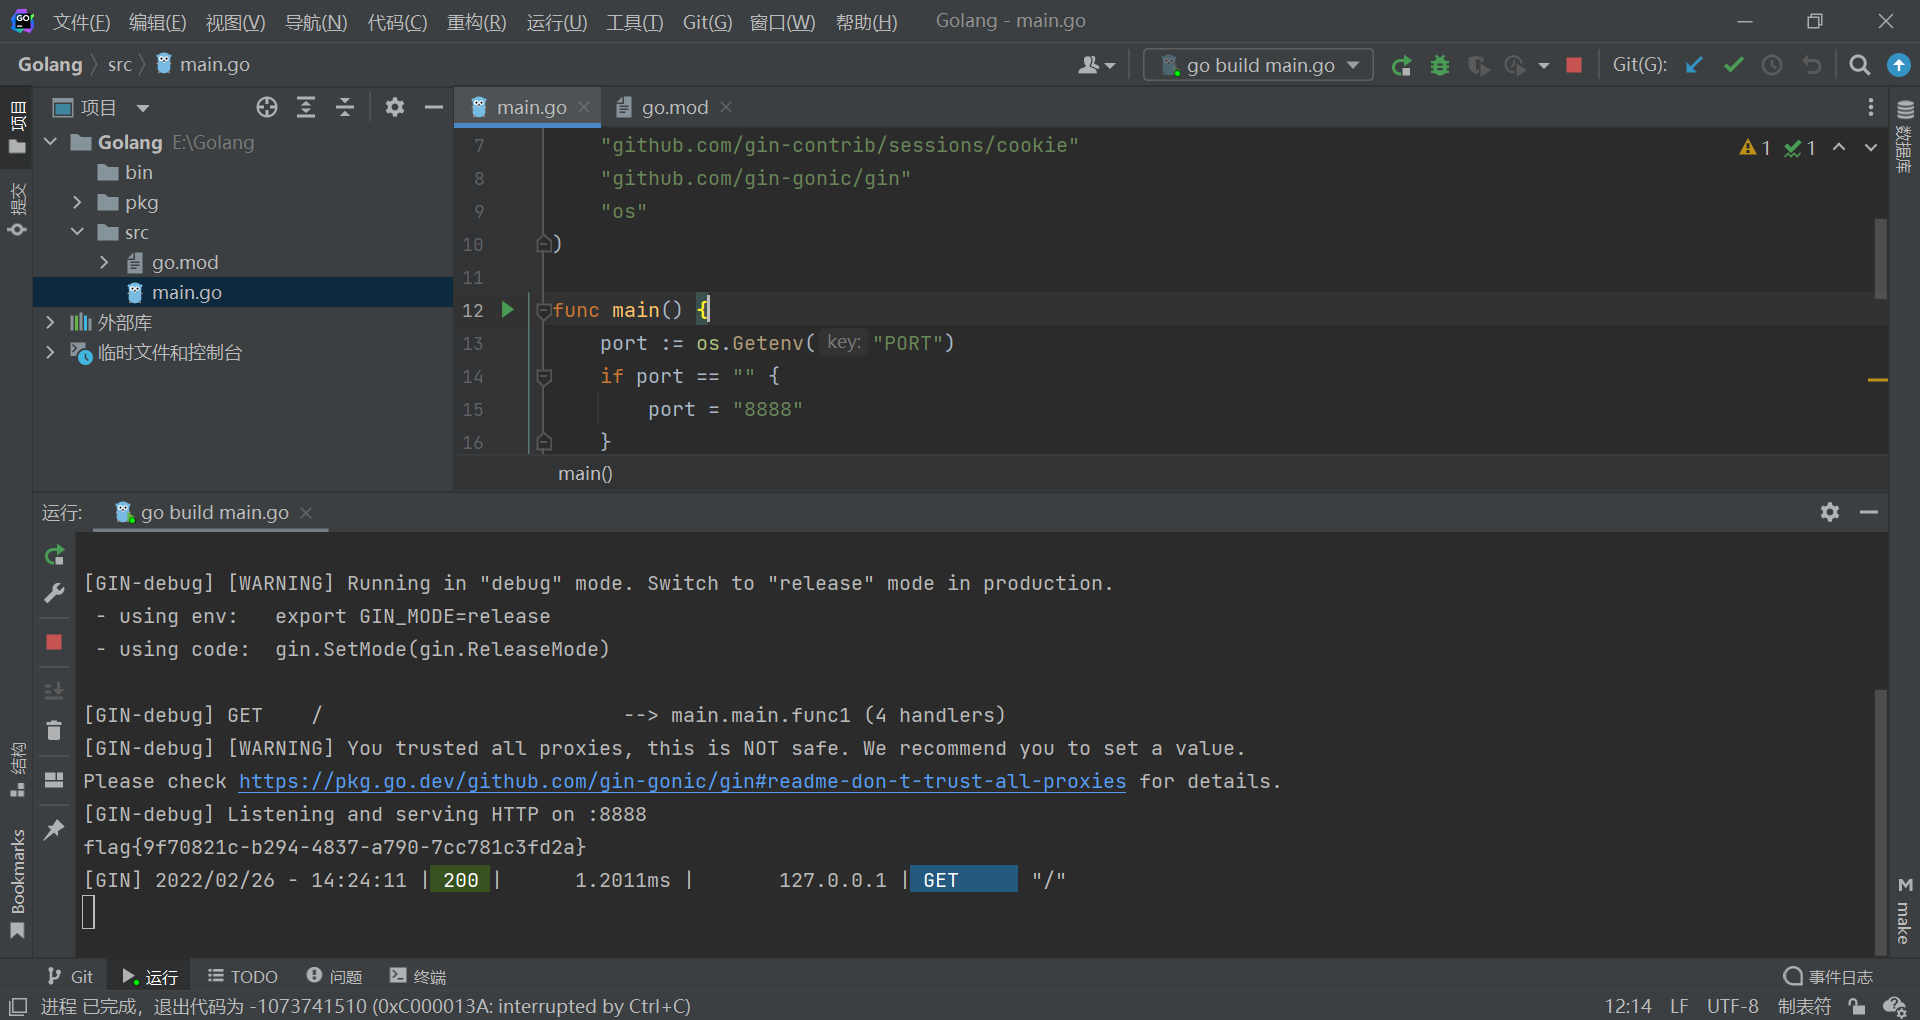 文件(F) 编辑(E) 视图(V) 导航(N) 代码(C) 重构(R) 运行(U) 工具(T) Git(G) 窗口(W) 帮助(H) Golang - main.go
Golang src main.go go build main.go Git(G):
项目
main.go go.mod
Golang E:\Golang
bin
pkg
src
go.mod
main.go
外部库
临时文件和控制台
项目
提交
结构
Bookmarks
7 "github.com/gin-contrib/sessions/cookie"
8 "github.com/gin-gonic/gin"
9 "os"
10 )
11
12 func main() {
13 port := os.Getenv( key: "PORT")
14 if port == "" {
15 port = "8888"
16 }
1 1
main()
数据库
make
运行: go build main.go
[GIN-debug] [WARNING] Running in "debug" mode. Switch to "release" mode in production.
- using env: export GIN_MODE=release
- using code: gin.SetMode(gin.ReleaseMode)
[GIN-debug] GET / --> main.main.func1 (4 handlers)
[GIN-debug] [WARNING] You trusted all proxies, this is NOT safe. We recommend you to set a value.
Please check https://pkg.go.dev/github.com/gin-gonic/gin#readme-don-t-trust-all-proxies for details.
[GIN-debug] Listening and serving HTTP on :8888
flag{9f70821c-b294-4837-a790-7cc781c3fd2a}
[GIN] 2022/02/26 - 14:24:11 | 200 | 1.2011ms | 127.0.0.1 | GET "/"
Git 运行 TODO 问题 终端 事件日志
进程 已完成，退出代码为 -1073741510 (0xC000013A: interrupted by Ctrl+C) 12:14 LF UTF-8 制表符